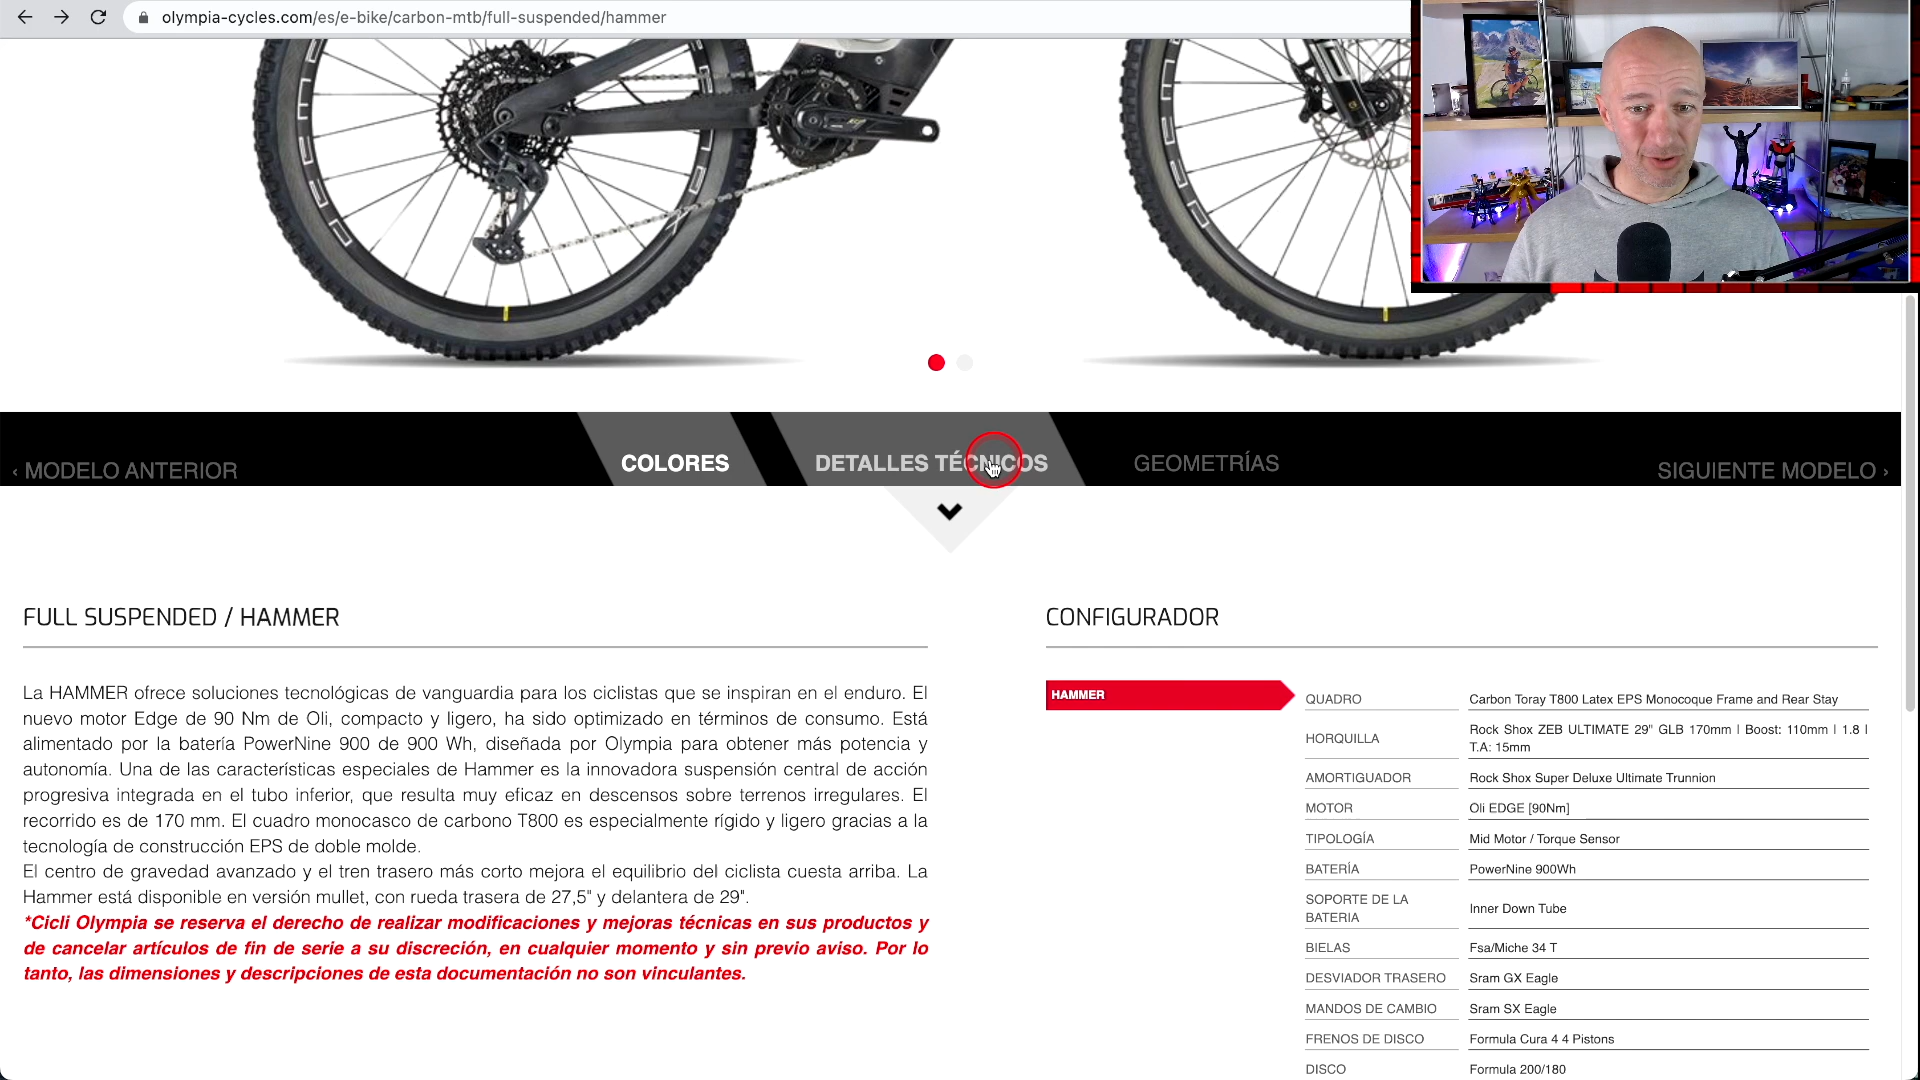 olympia-cycles.com/es/e-bike/carbon-mtb/full-suspended/hammer
‹ MODELO ANTERIOR
COLORES
DETALLES TÉCNICOS
GEOMETRÍAS
SIGUIENTE MODELO ›
FULL SUSPENDED / HAMMER
La HAMMER ofrece soluciones tecnológicas de vanguardia para los ciclistas que se inspiran en el enduro. El
nuevo motor Edge de 90 Nm de Oli, compacto y ligero, ha sido optimizado en términos de consumo. Está
alimentado por la batería PowerNine 900 de 900 Wh, diseñada por Olympia para obtener más potencia y
autonomía. Una de las características especiales de Hammer es la innovadora suspensión central de acción
progresiva integrada en el tubo inferior, que resulta muy eficaz en descensos sobre terrenos irregulares. El
recorrido es de 170 mm. El cuadro monocasco de carbono T800 es especialmente rígido y ligero gracias a la
tecnología de construcción EPS de doble molde.
El centro de gravedad avanzado y el tren trasero más corto mejora el equilibrio del ciclista cuesta arriba. La
Hammer está disponible en versión mullet, con rueda trasera de 27,5" y delantera de 29".
*Cicli Olympia se reserva el derecho de realizar modificaciones y mejoras técnicas en sus productos y
de cancelar artículos de fin de serie a su discreción, en cualquier momento y sin previo aviso. Por lo
tanto, las dimensiones y descripciones de esta documentación no son vinculantes.
CONFIGURADOR
HAMMER
QUADRO Carbon Toray T800 Latex EPS Monocoque Frame and Rear Stay
HORQUILLA Rock Shox ZEB ULTIMATE 29" GLB 170mm | Boost: 110mm | 1.8 |
T.A: 15mm
AMORTIGUADOR Rock Shox Super Deluxe Ultimate Trunnion
MOTOR Oli EDGE [90Nm]
TIPOLOGÍA Mid Motor / Torque Sensor
BATERÍA PowerNine 900Wh
SOPORTE DE LA
BATERIA Inner Down Tube
BIELAS Fsa/Miche 34 T
DESVIADOR TRASERO Sram GX Eagle
MANDOS DE CAMBIO Sram SX Eagle
FRENOS DE DISCO Formula Cura 4 4 Pistons
DISCO Formula 200/180